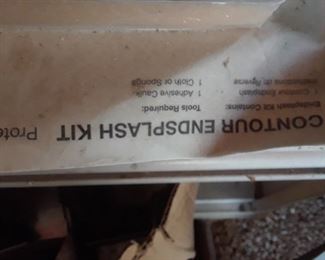 CONTOUR ENDSPLASH KIT Prote
Endsplash Kit Contains:
1 Contour Endsplash
Instructions on Reverse
Tools Required:
1 Adhesive Caulk
1 Cloth or Sponge